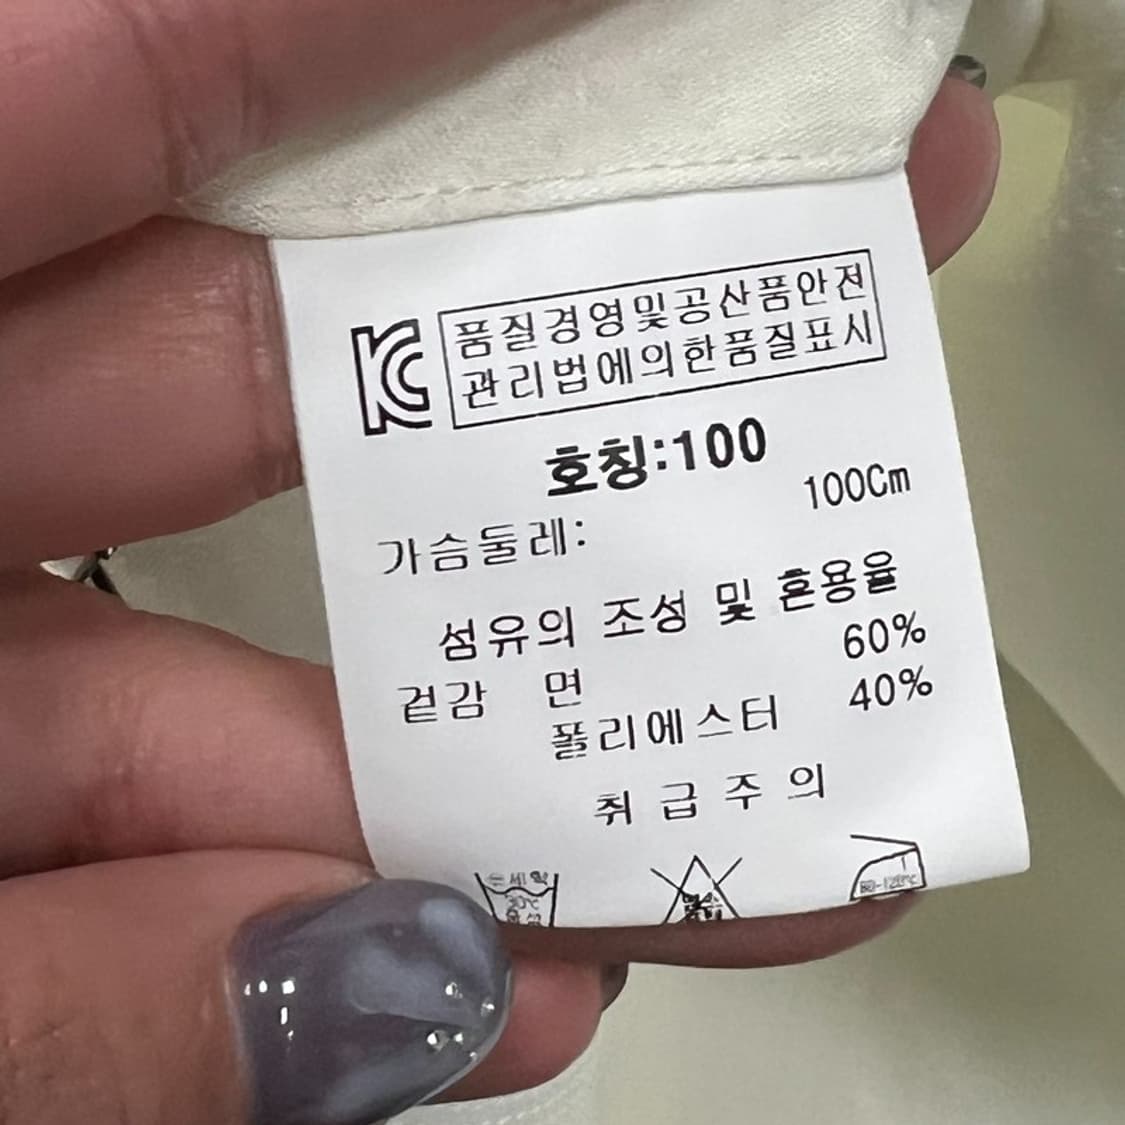 KC
품질경영및공산품안전
관리법에의한품질표시
호칭:100
가슴둘레: 100Cm
섬유의 조성 및 혼용율
겉감 면 60%
폴리에스터 40%
취급주의
30℃